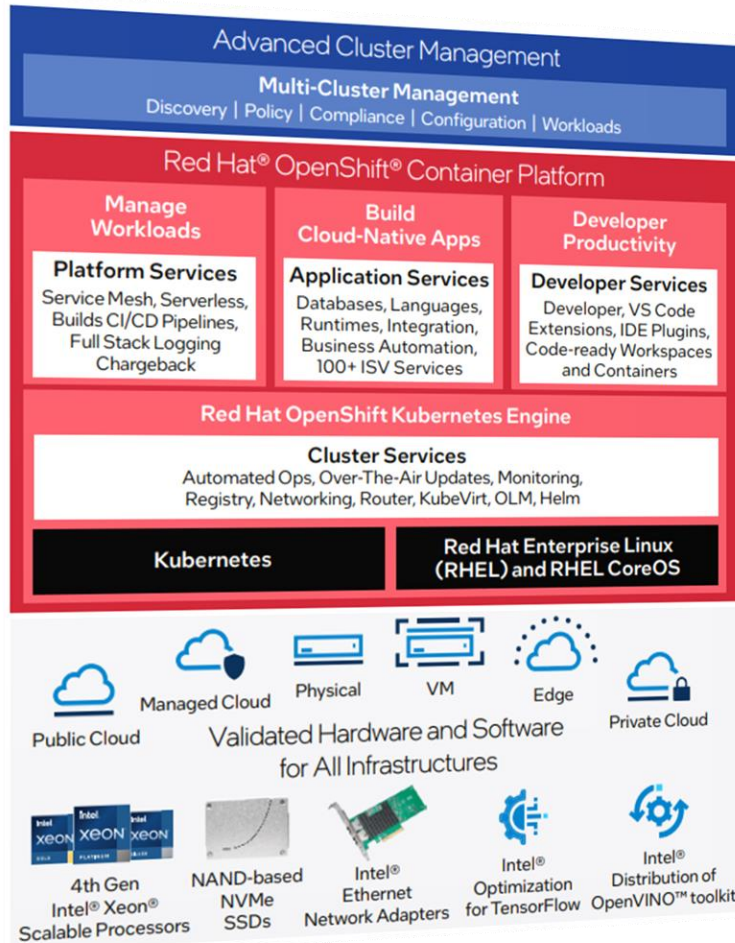 Advanced Cluster Management
Multi-Cluster Management
Discovery | Policy | Compliance | Configuration | Workloads
Red Hat® OpenShift® Container Platform
Manage
Workloads
Platform Services
Service Mesh, Serverless,
Builds CI/CD Pipelines,
Full Stack Logging
Chargeback
Build
Cloud-Native Apps
Application Services
Databases, Languages,
Runtimes, Integration,
Business Automation,
100+ ISV Services
Developer
Productivity
Developer Services
Developer, VS Code
Extensions, IDE Plugins,
Code-ready Workspaces
and Containers
Red Hat OpenShift Kubernetes Engine
Cluster Services
Automated Ops, Over-The-Air Updates, Monitoring,
Registry, Networking, Router, KubeVirt, OLM, Helm
Kubernetes
Red Hat Enterprise Linux
(RHEL) and RHEL CoreOS
Public Cloud
Managed Cloud
Physical
VM
Edge
Private Cloud
Validated Hardware and Software
for All Infrastructures
intel
XEON
GOLD
intel
XEON
PLATINUM
intel
XEON
4th Gen
Intel® Xeon®
Scalable Processors
NAND-based
NVMe
SSDs
Intel®
Ethernet
Network Adapters
Intel®
Optimization
for TensorFlow
Intel®
Distribution of
OpenVINO™ toolkit